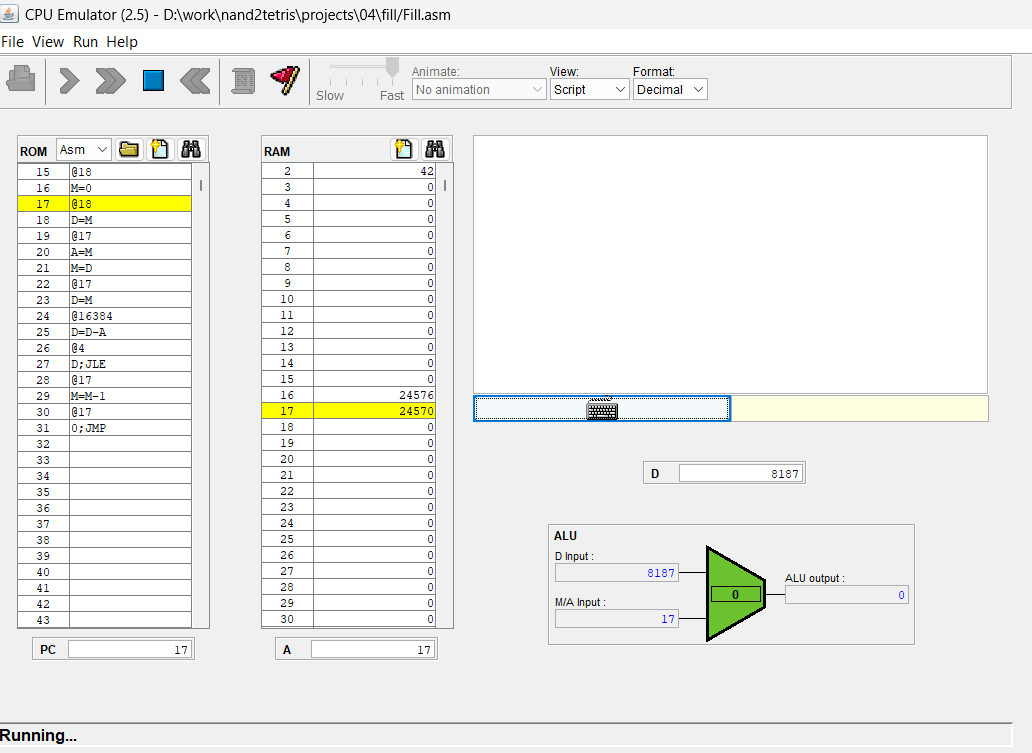 CPU Emulator (2.5) - D:\work\nand2tetris\projects\04\fill/Fill.asm
File View Run Help
Slow Fast
Animate: View: Format:
No animation Script Decimal
ROM Asm
15 @18
16 M=0
17 @18
18 D=M
19 @17
20 A=M
21 M=D
22 @17
23 D=M
24 @16384
25 D=D-A
26 @4
27 D;JLE
28 @17
29 M=M-1
30 @17
31 0;JMP
32
33
34
35
36
37
38
39
40
41
42
43
PC 17
RAM
2 42
3 0
4 0
5 0
6 0
7 0
8 0
9 0
10 0
11 0
12 0
13 0
14 0
15 0
16 24576
17 24570
18 0
19 0
20 0
21 0
22 0
23 0
24 0
25 0
26 0
27 0
28 0
29 0
30 0
A 17
D 8187
ALU
D Input :
8187
M/A Input :
17
0
ALU output :
0
Running...